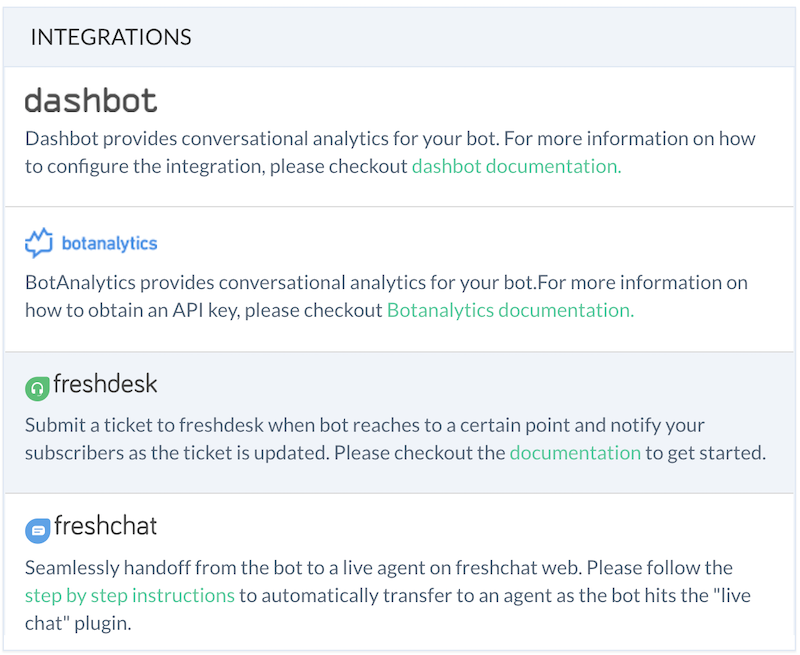 INTEGRATIONS
dashbot
Dashbot provides conversational analytics for your bot. For more information on how
to configure the integration, please checkout dashbot documentation.
botanalytics
BotAnalytics provides conversational analytics for your bot.For more information on
how to obtain an API key, please checkout Botanalytics documentation.
freshdesk
Submit a ticket to freshdesk when bot reaches to a certain point and notify your
subscribers as the ticket is updated. Please checkout the documentation to get started.
freshchat
Seamlessly handoff from the bot to a live agent on freshchat web. Please follow the
step by step instructions to automatically transfer to an agent as the bot hits the "live
chat" plugin.